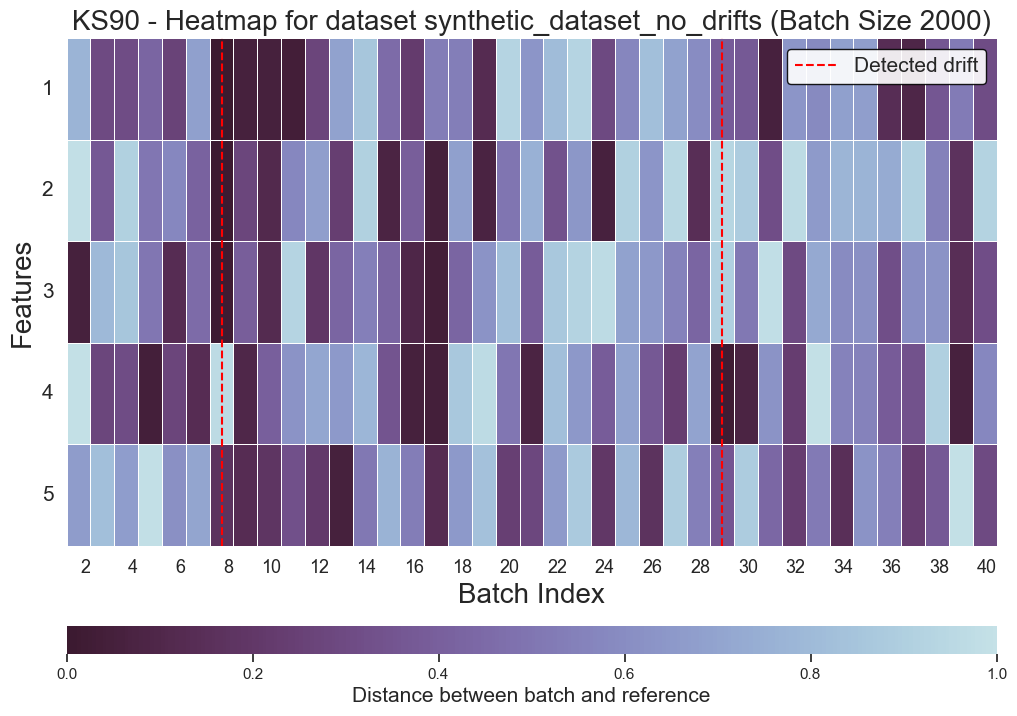 KS90 - Heatmap for dataset synthetic_dataset_no_drifts (Batch Size 2000)
Detected drift
Features
1
2
3
4
5
2 4 6 8 10 12 14 16 18 20 22 24 26 28 30 32 34 36 38 40
Batch Index
0.0 0.2 0.4 0.6 0.8 1.0
Distance between batch and reference